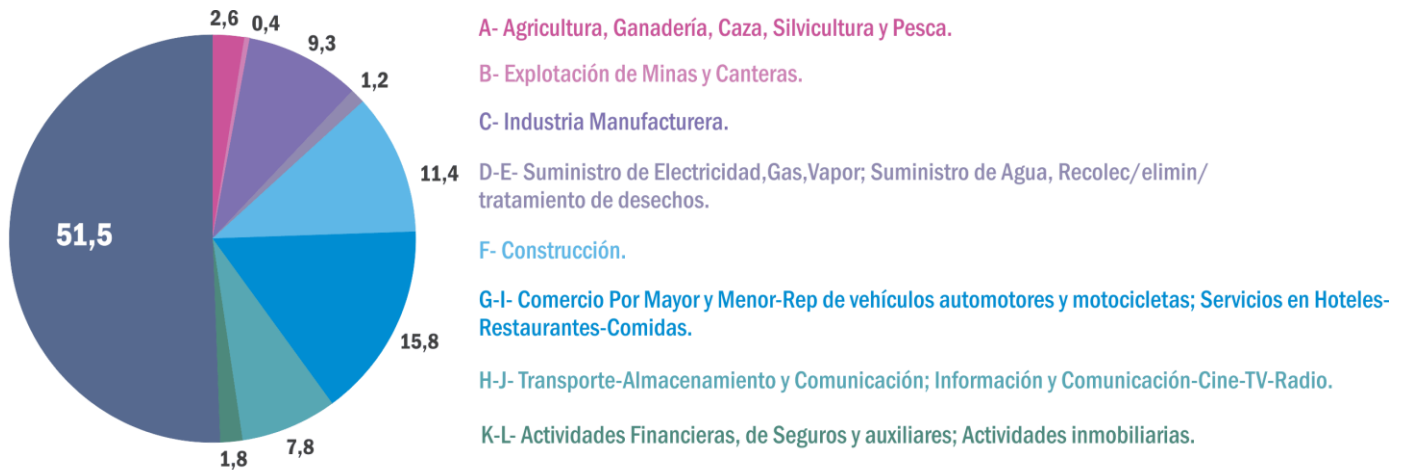 2,6
0,4
9,3
1,2
11,4
15,8
7,8
1,8
51,5
A- Agricultura, Ganadería, Caza, Silvicultura y Pesca.
B- Explotación de Minas y Canteras.
C- Industria Manufacturera.
D-E- Suministro de Electricidad,Gas,Vapor; Suministro de Agua, Recolec/elimin/
tratamiento de desechos.
F- Construcción.
G-I- Comercio Por Mayor y Menor-Rep de vehículos automotores y motocicletas; Servicios en Hoteles-
Restaurantes-Comidas.
H-J- Transporte-Almacenamiento y Comunicación; Información y Comunicación-Cine-TV-Radio.
K-L- Actividades Financieras, de Seguros y auxiliares; Actividades inmobiliarias.